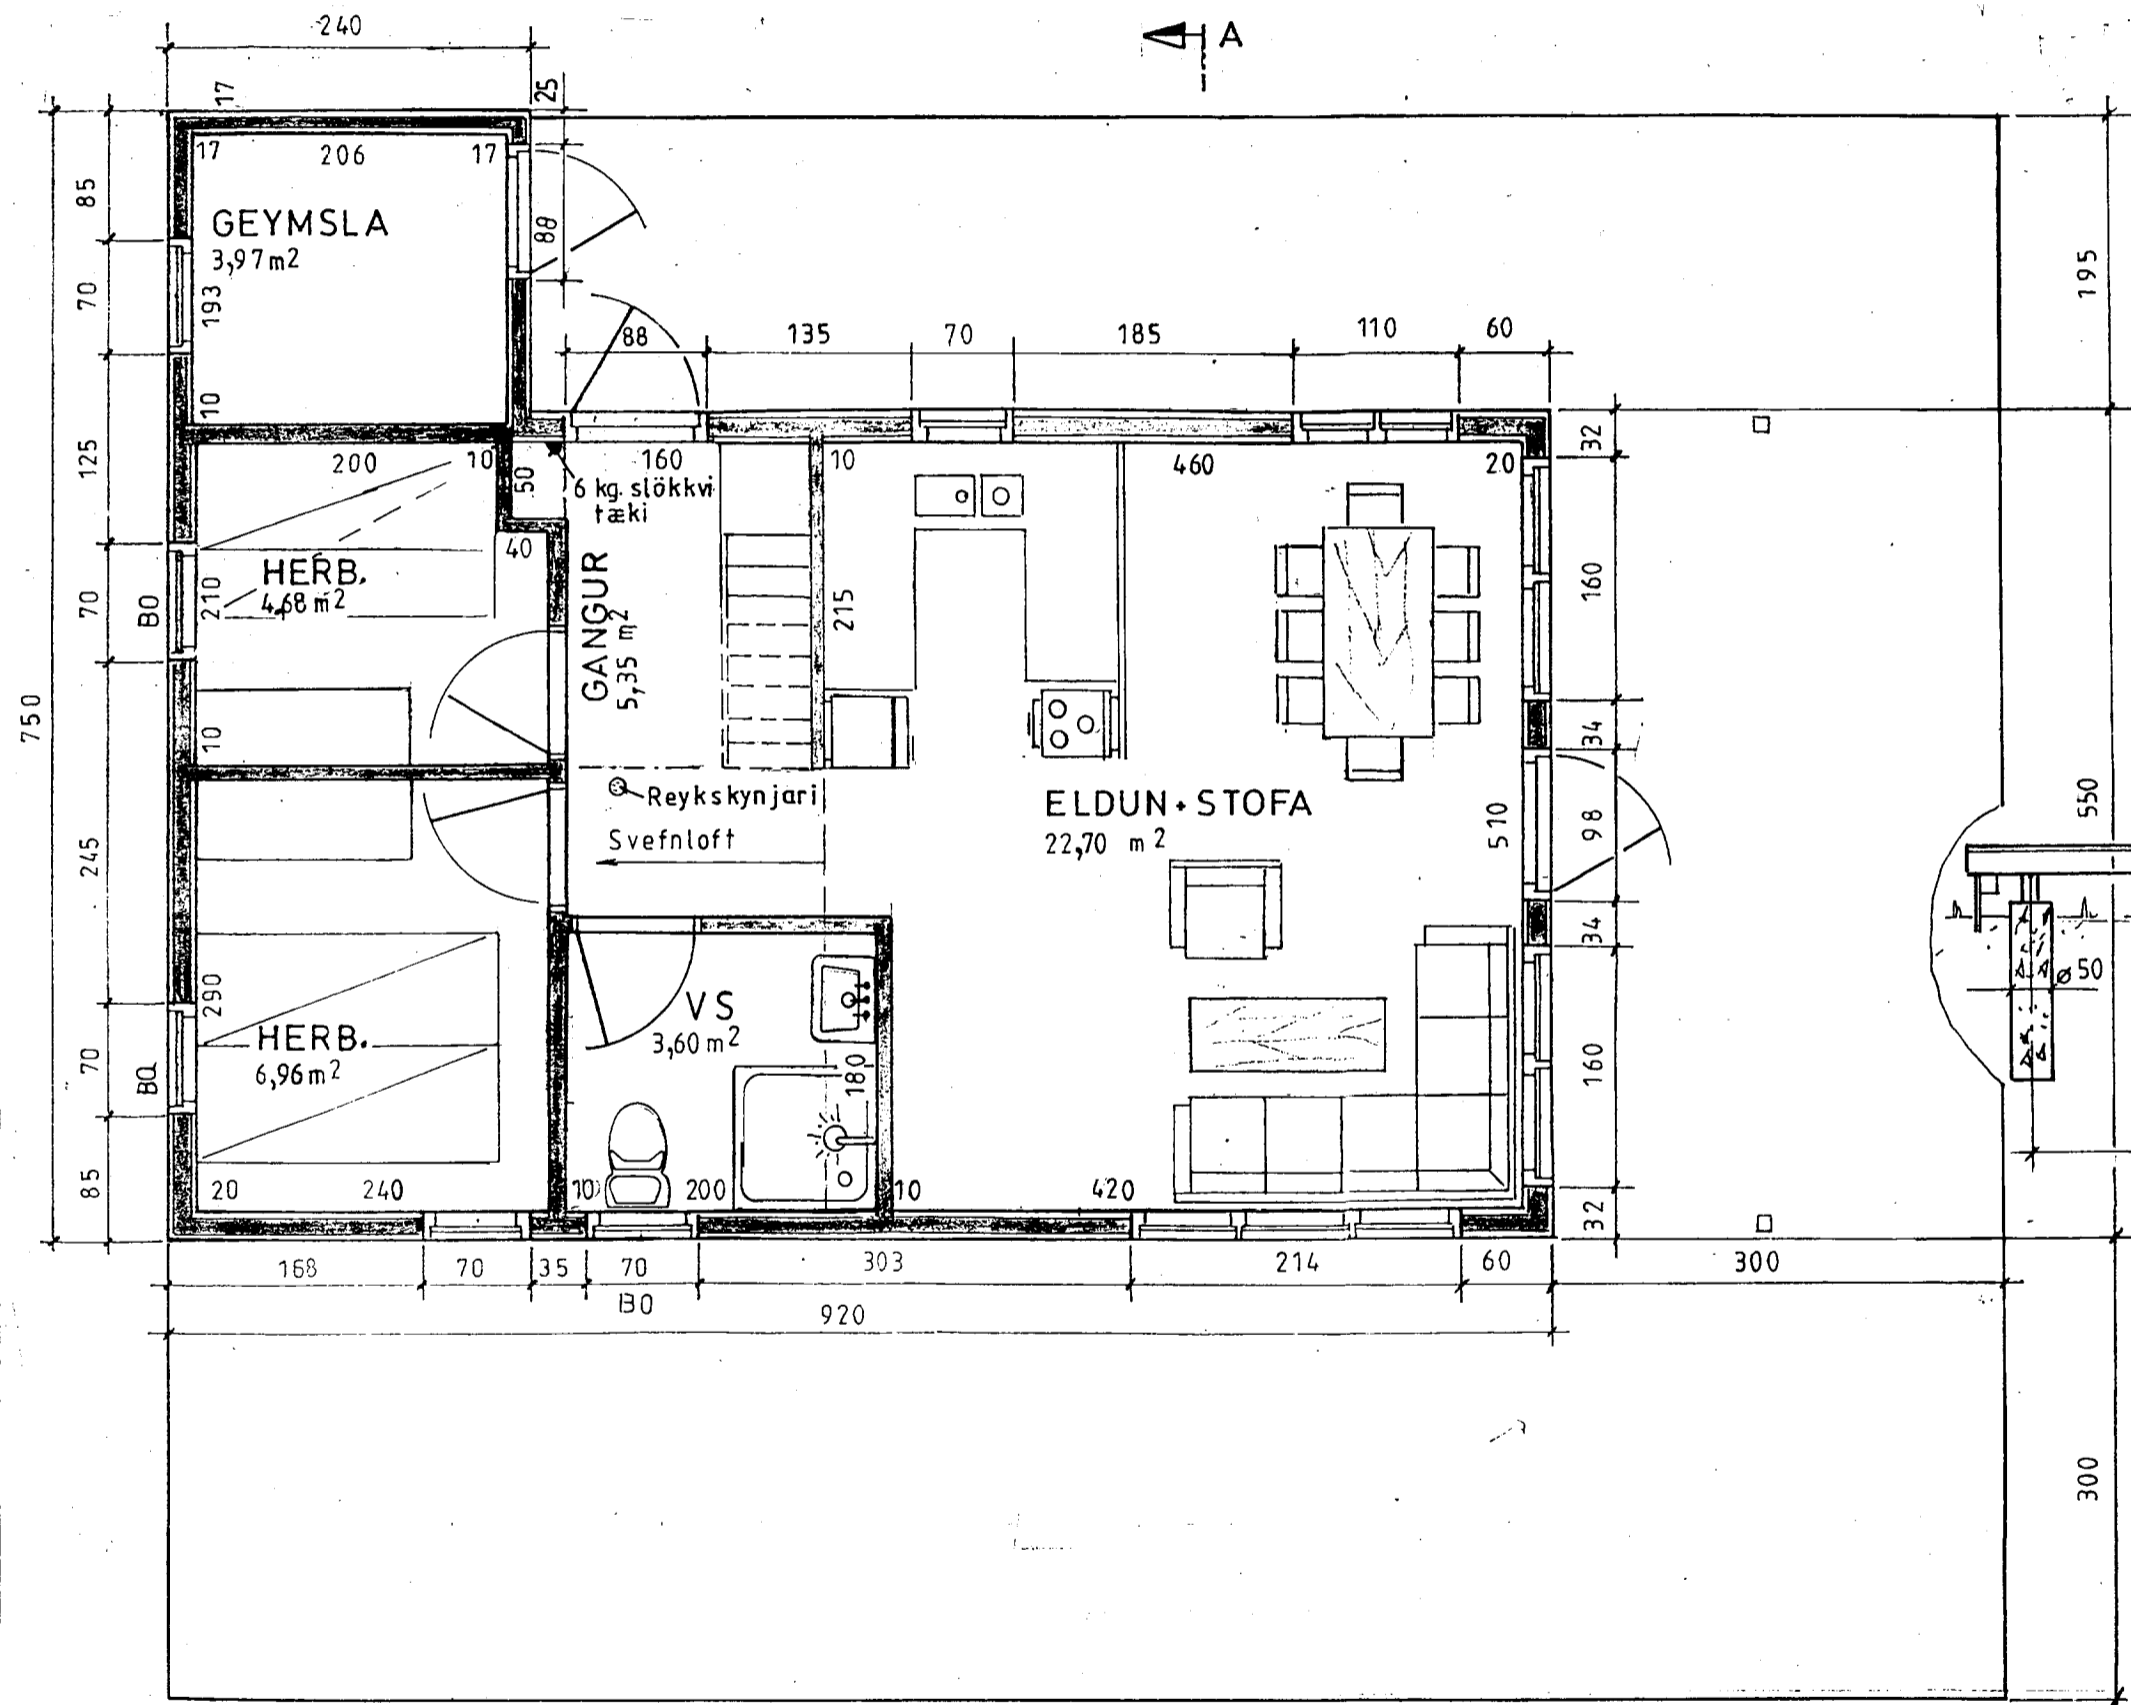 240
A
17
25
17
206
17
85
GEYMSLA
3,97m2
88
195
70
193
88
135
70
185
110
60
10
125
200
10
50
160
10
460
20
32
6 kg. slökkvi
tæki
40
HERB.
4,68 m2
210
70
BO
GANGUR
5,35 m2
215
160
750
10
34
Reykskynjari
ELDUN + STOFA
22,70 m2
510
98
550
Svefnloft
245
34
ø50
290
VS
3,60 m2
HERB.
6,96m2
70
BO
180
160
85
20
240
10
200
10
420
32
168
70
35
70
303
214
60
300
BO
920
300